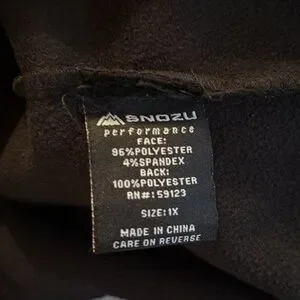 SNOZU
performance
FACE:
96%POLYESTER
4%SPANDEX
BACK:
100%POLYESTER
RN#:59123
SIZE:1X
MADE IN CHINA
CARE ON REVERSE